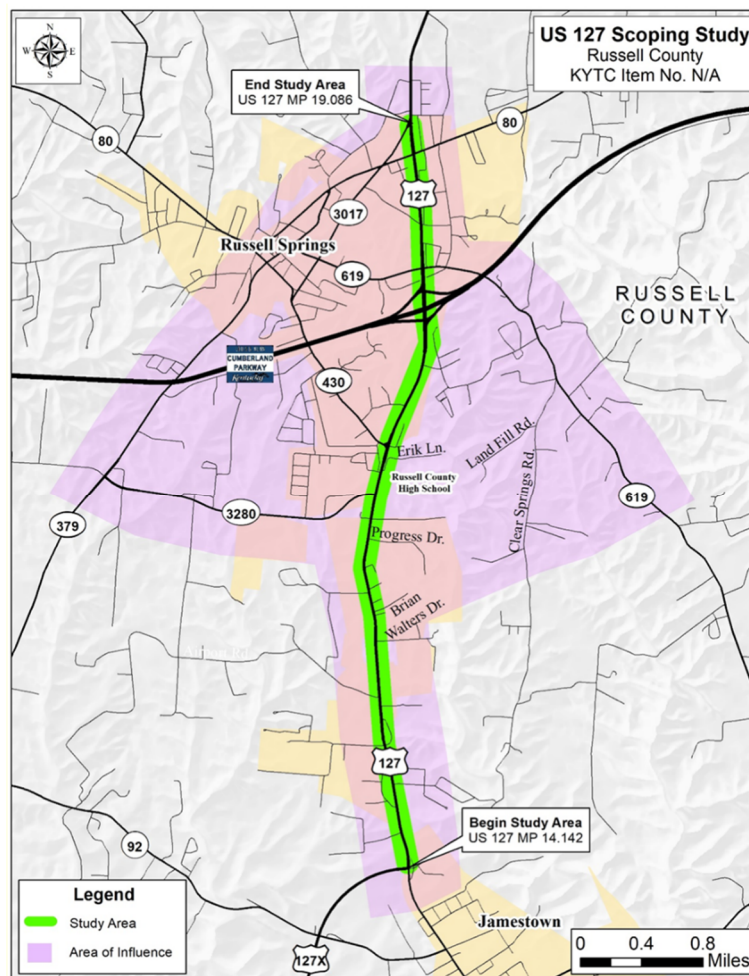 US 127 Scoping Study
Russell County
KYTC Item No. N/A
N
W E
S
End Study Area
US 127 MP 19.086
80
80
127
3017
Russell Springs
619
RUSSELL
COUNTY
CUMBERLAND
PARKWAY
Kentucky
430
Erik Ln.
Land Fill Rd.
Russell County
High School
Clear Springs Rd.
619
3280
379
Progress Dr.
Brian
Walters Dr.
127
Begin Study Area
US 127 MP 14.142
92
Legend
Study Area
Area of Influence
127X
Jamestown
0 0.4 0.8
Miles